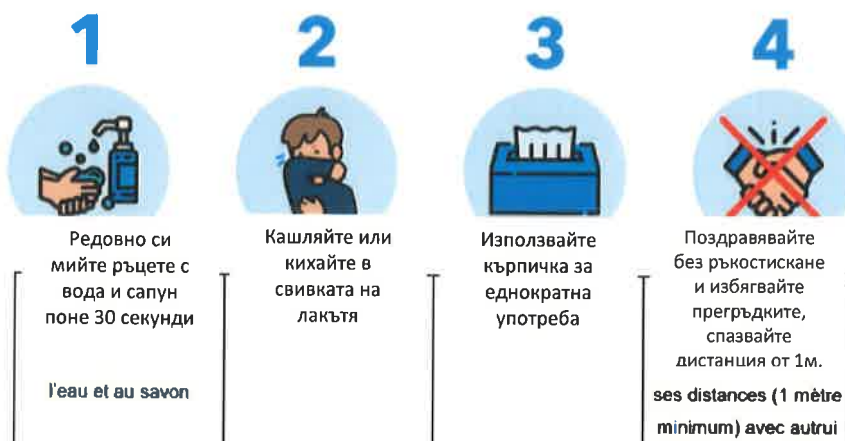 1
2
3
4
Редовно си
мийте ръцете с
вода и сапун
поне 30 секунди
l'eau et au savon
Кашляйте или
кихайте в
свивката на
лакътя
Използвайте
кърпичка за
еднократна
употреба
Поздравявайте
без ръкостискане
и избягвайте
прегръдките,
спазвайте
дистанция от 1м.
ses distances (1 mètre
minimum) avec autrui